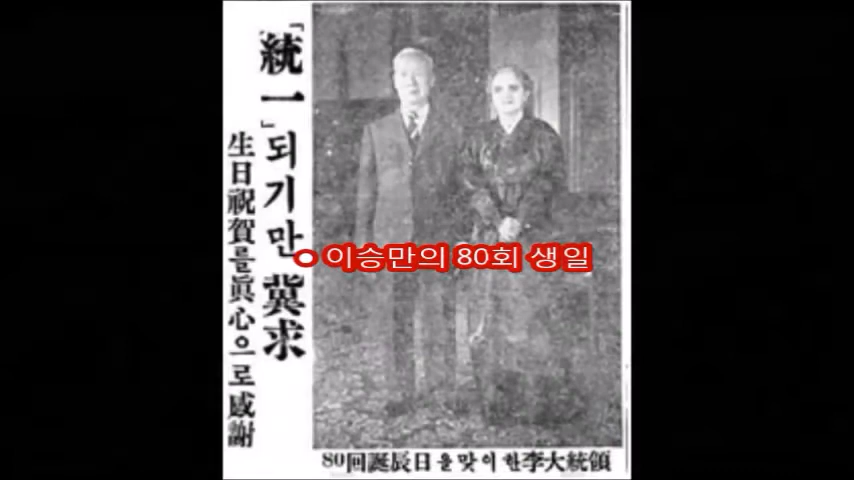 「統一」되기만 冀求
生日祝賀를 眞心으로 感謝
ㅇ 이승만의 80회 생일
80回誕辰日을 맞이한 李大統領